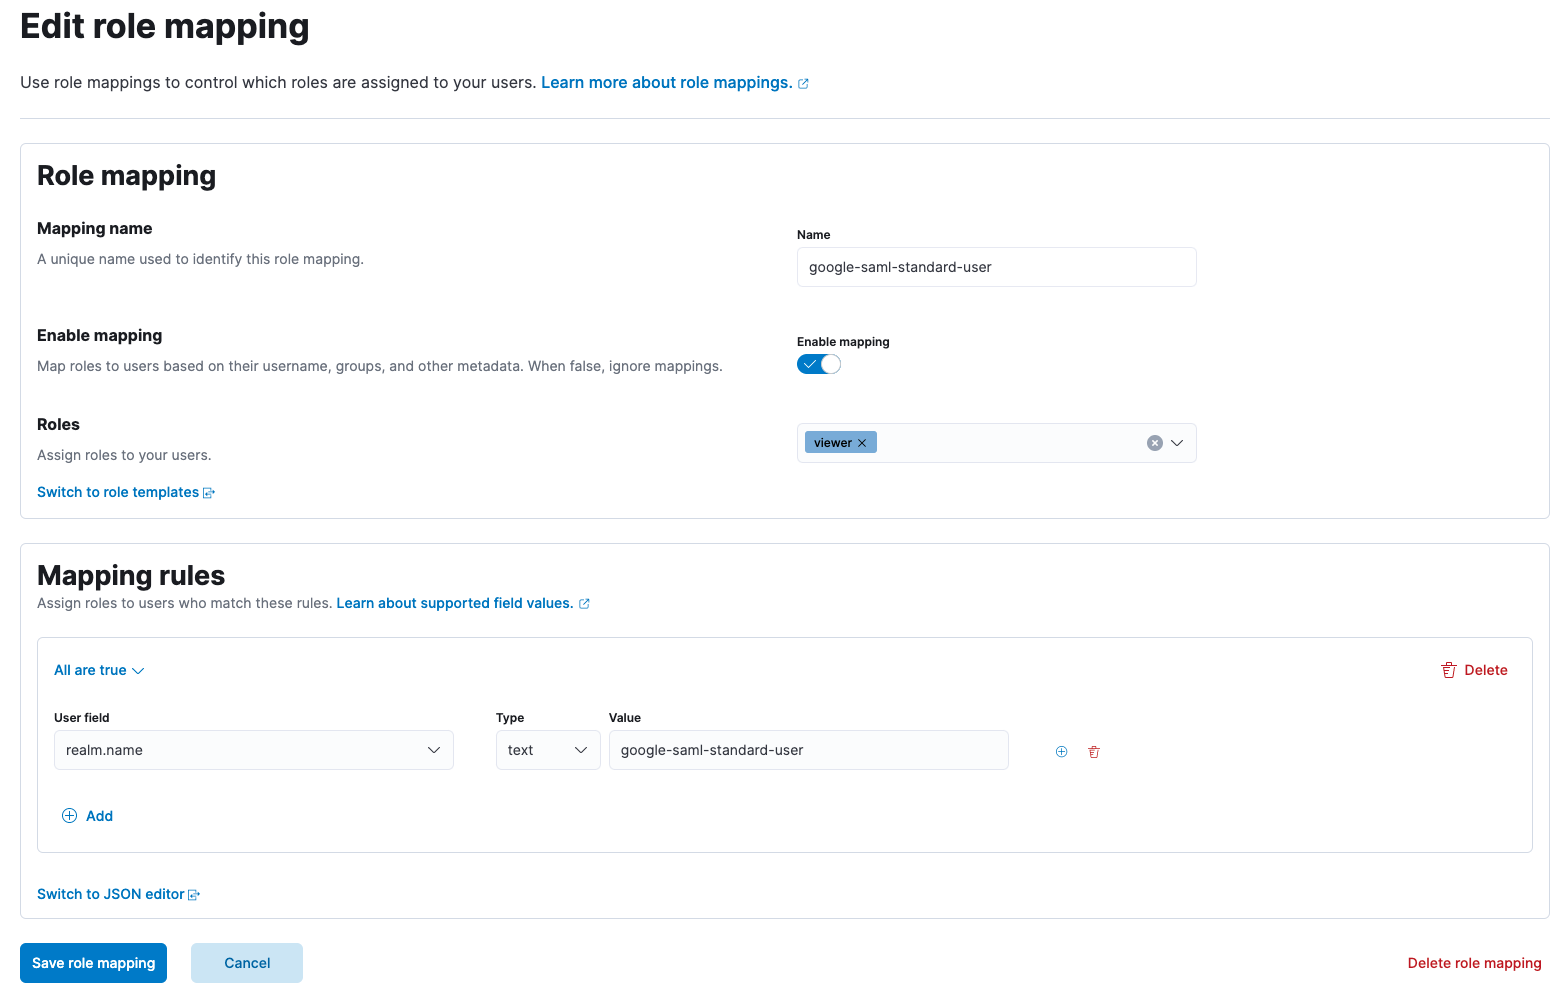 Edit role mapping
Use role mappings to control which roles are assigned to your users. Learn more about role mappings.
Role mapping
Mapping name
A unique name used to identify this role mapping.
Name
google-saml-standard-user
Enable mapping
Map roles to users based on their username, groups, and other metadata. When false, ignore mappings.
Enable mapping
Roles
Assign roles to your users.
Switch to role templates
viewer
Mapping rules
Assign roles to users who match these rules. Learn about supported field values.
All are true
Delete
User field
Type
Value
realm.name
text
google-saml-standard-user
Add
Switch to JSON editor
Save role mapping
Cancel
Delete role mapping